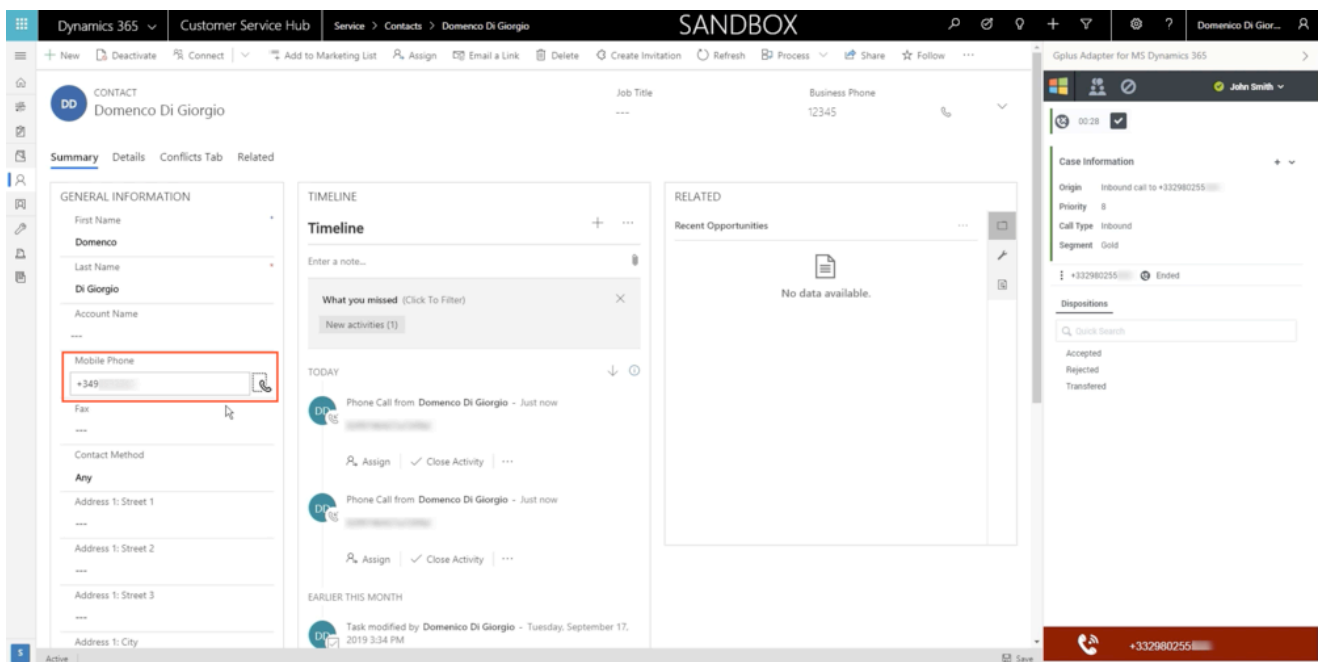 Dynamics 365
Customer Service Hub
Service > Contacts > Domenco Di Giorgio
SANDBOX
Domenico Di Gior...
New
Deactivate
Connect
Add to Marketing List
Assign
Email a Link
Delete
Create Invitation
Refresh
Process
Share
Follow
Gplus Adapter for MS Dynamics 365
DD
CONTACT
Domenco Di Giorgio
Job Title
---
Business Phone
12345
John Smith
00:28
Summary
Details
Conflicts Tab
Related
GENERAL INFORMATION
First Name *
Domenco
Last Name *
Di Giorgio
Account Name
---
Mobile Phone
+349
Fax
---
Contact Method
Any
Address 1: Street 1
---
Address 1: Street 2
---
Address 1: Street 3
---
Address 1: City
TIMELINE
Timeline
Enter a note...
What you missed (Click To Filter)
New activities (1)
TODAY
DD
Phone Call from Domenco Di Giorgio - Just now
Assign
Close Activity
DD
Phone Call from Domenco Di Giorgio - Just now
Assign
Close Activity
EARLIER THIS MONTH
DD
Task modified by Domenico Di Giorgio - Tuesday, September 17,
2019 3:34 PM
RELATED
Recent Opportunities
No data available.
Case Information
Origin Inbound call to +332980255
Priority 8
Call Type Inbound
Segment Gold
+332980255 Ended
Dispositions
Quick Search
Accepted
Rejected
Transfered
S
Active
Save
+332980255